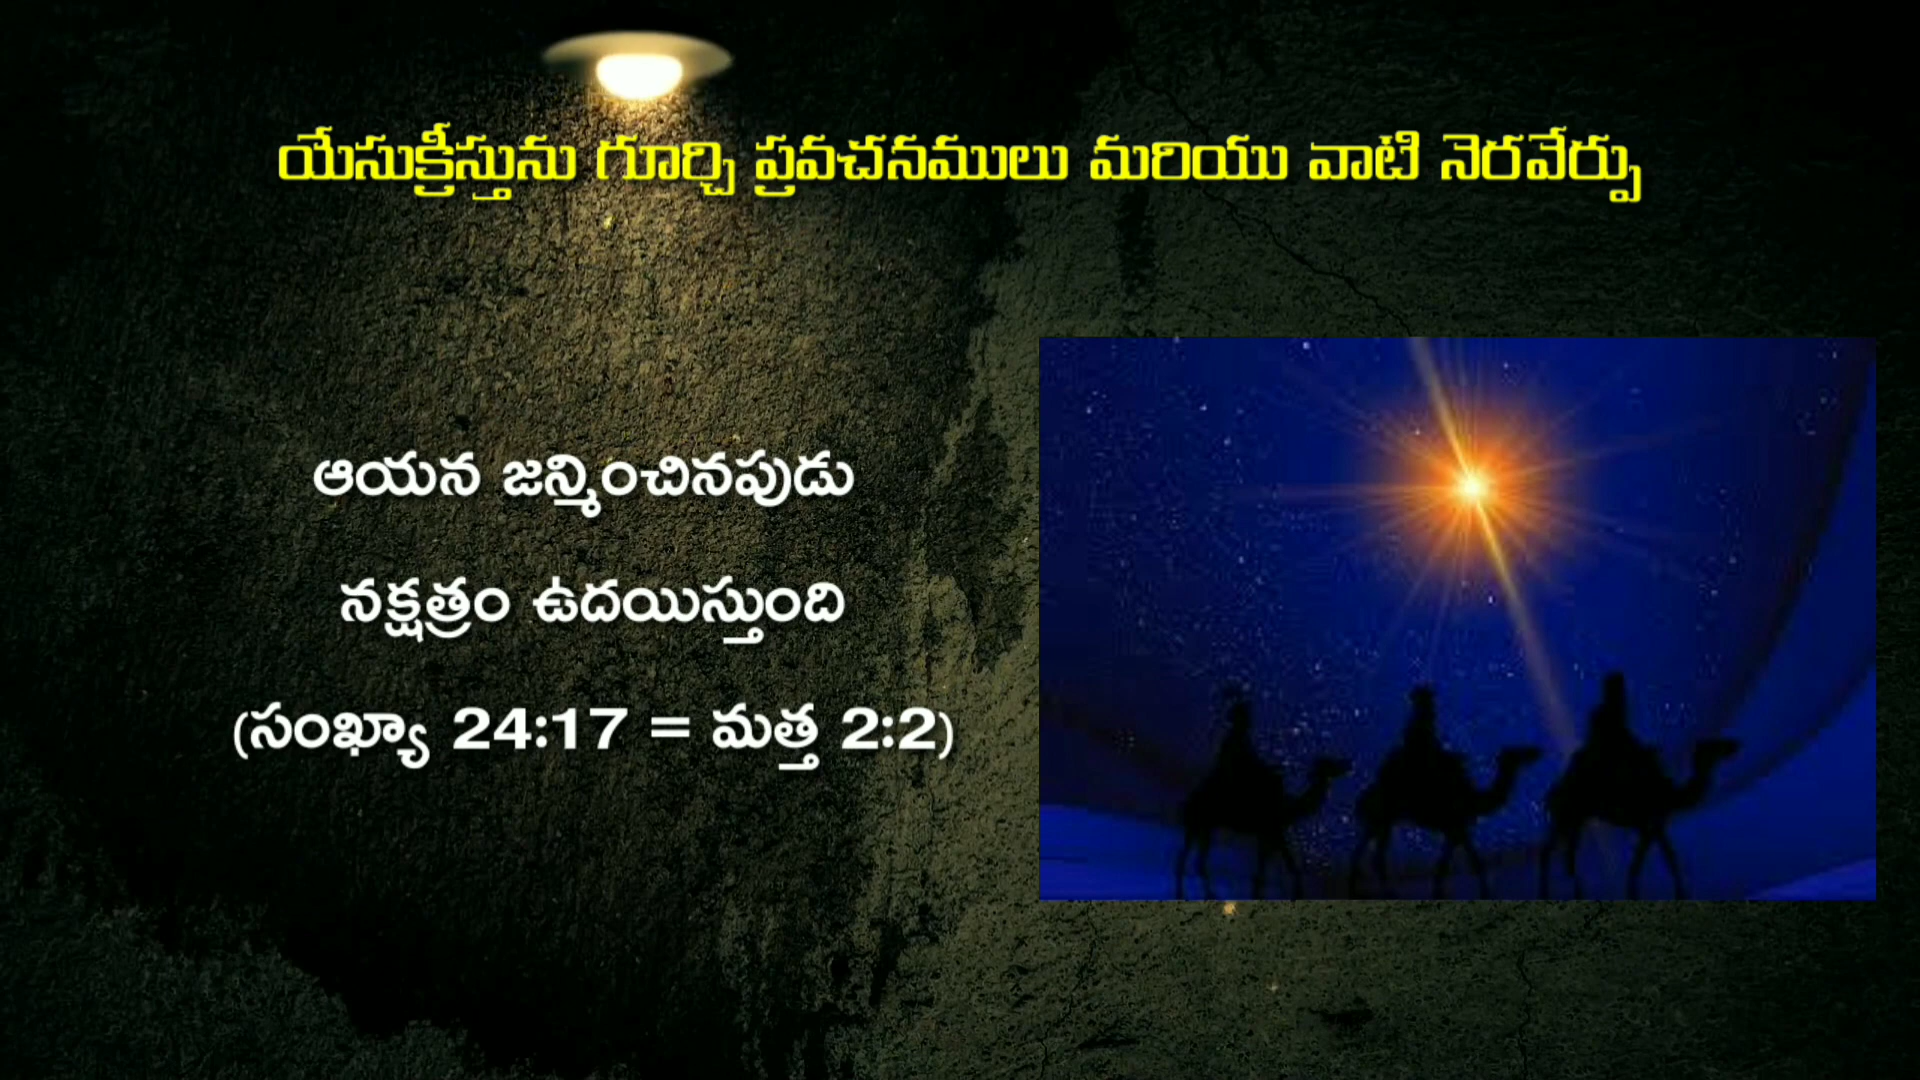 యేసుక్రీస్తును గూర్చి ప్రవచనములు మరియు వాటి నెరవేర్పు
ఆయన జన్మించినపుడు
నక్షత్రం ఉదయిస్తుంది
(సంఖ్యా 24:17 = మత్త 2:2)